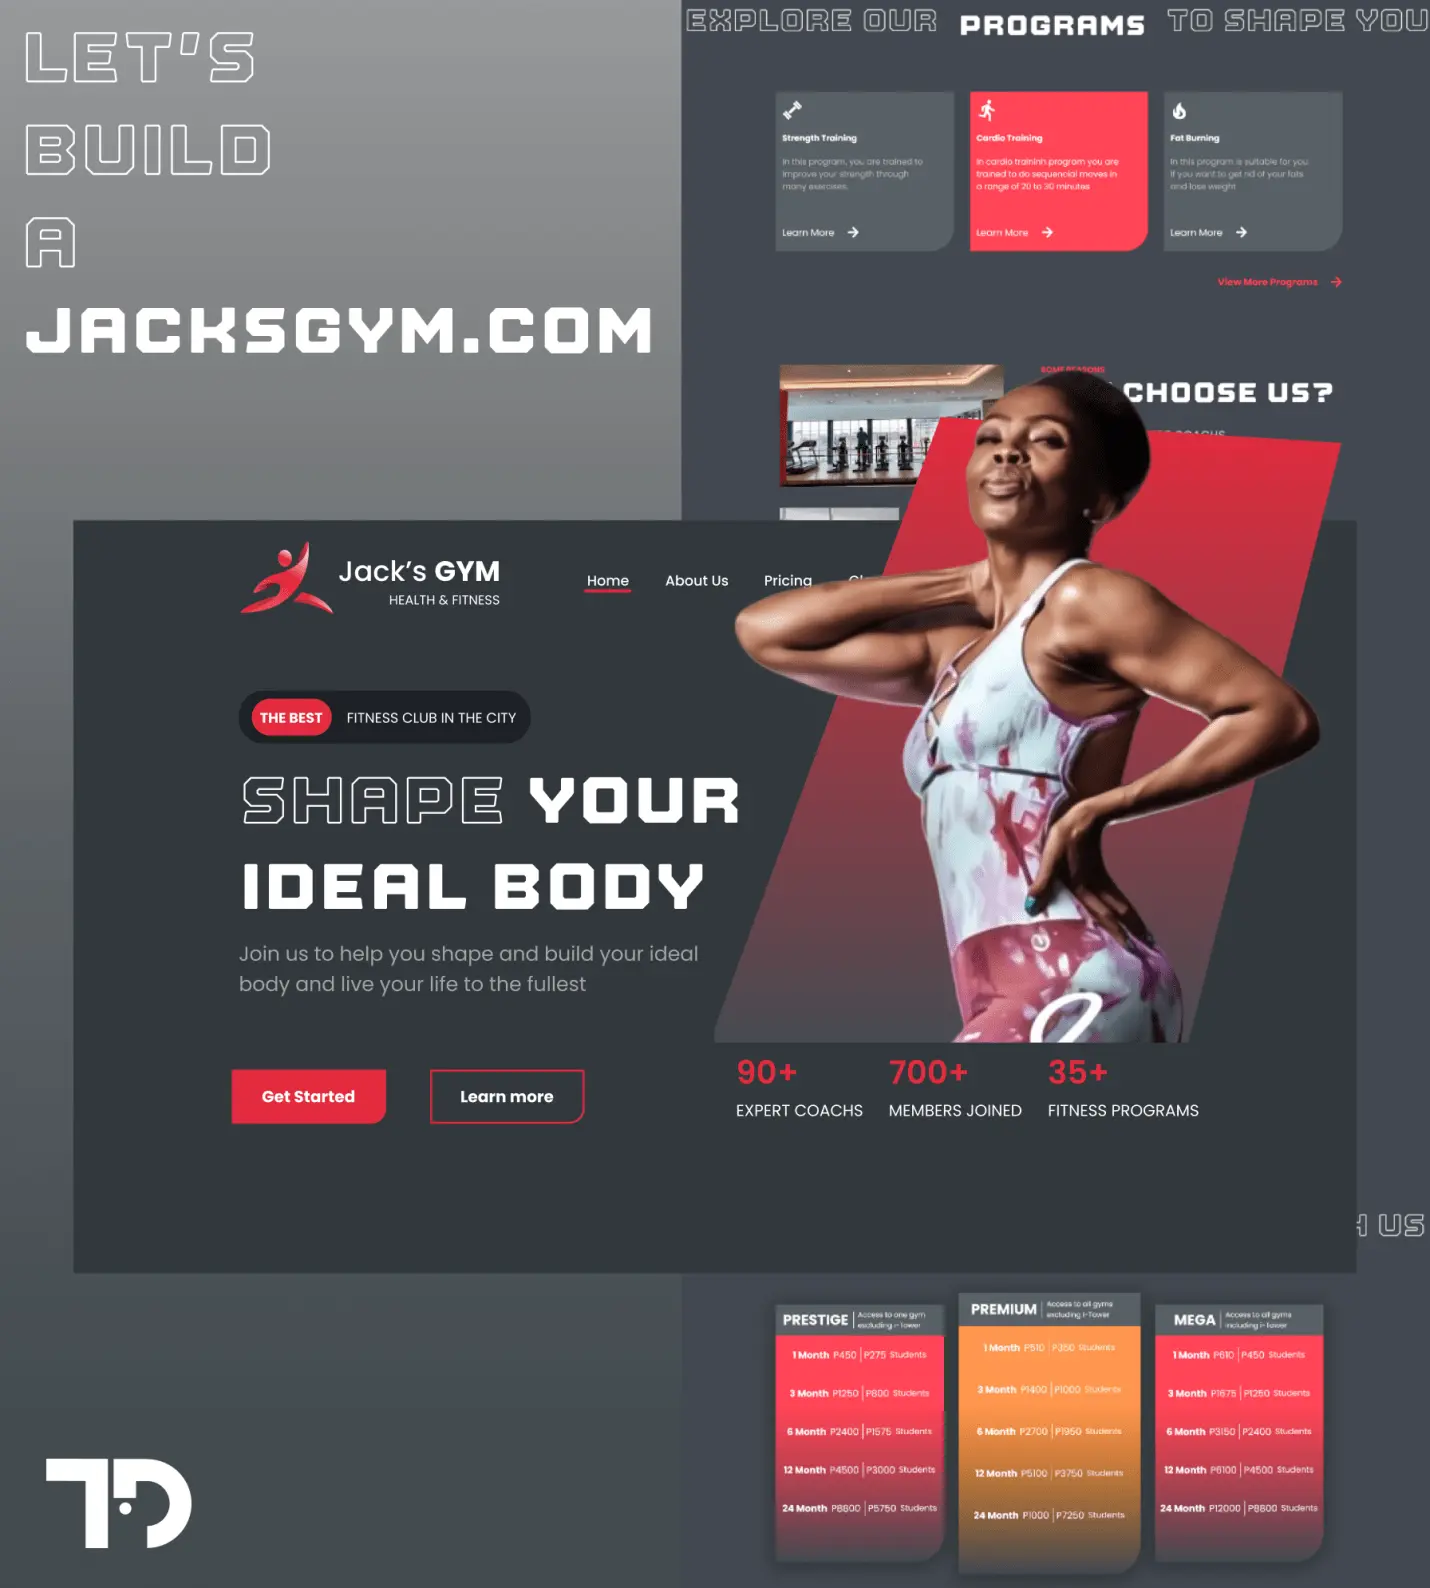 LET'S
BUILD
A
JACKSGYM.COM
EXPLORE OUR PROGRAMS TO SHAPE YOU
Strength Training
In this program, you are trained to
improve your strength through
many exercises.
Learn More
Cardio Training
In cardio traininh program you are
trained to do sequencial moves in
a range of 20 to 30 minutes
Learn More
Fat Burning
In this program is suitable for you
if you want to get rid of your fats
and lose weight
Learn More
View More Programs
SOME REASONS
CHOOSE US?
COACHS
Jack's GYM
HEALTH & FITNESS
Home About Us Pricing
THE BEST FITNESS CLUB IN THE CITY
SHAPE YOUR
IDEAL BODY
Join us to help you shape and build your ideal
body and live your life to the fullest
Get Started Learn more
90+ 700+ 35+
EXPERT COACHS MEMBERS JOINED FITNESS PROGRAMS
H US
PRESTIGE Access to one gym
excluding i-Tower
1 Month P450 | P275 Students
3 Month P1250 | P800 Students
6 Month P2400 | P1575 Students
12 Month P4500 | P3000 Students
24 Month P8800 | P5750 Students
PREMIUM Access to all gyms
excluding i-Tower
1 Month P510 | P350 Students
3 Month P1400 | P1000 Students
6 Month P2700 | P1950 Students
12 Month P5100 | P3750 Students
24 Month P1000 | P7250 Students
MEGA Access to all gyms
including i-Tower
1 Month P610 | P450 Students
3 Month P1675 | P1250 Students
6 Month P3150 | P2400 Students
12 Month P6100 | P4500 Students
24 Month P12000 | P8800 Students
TD